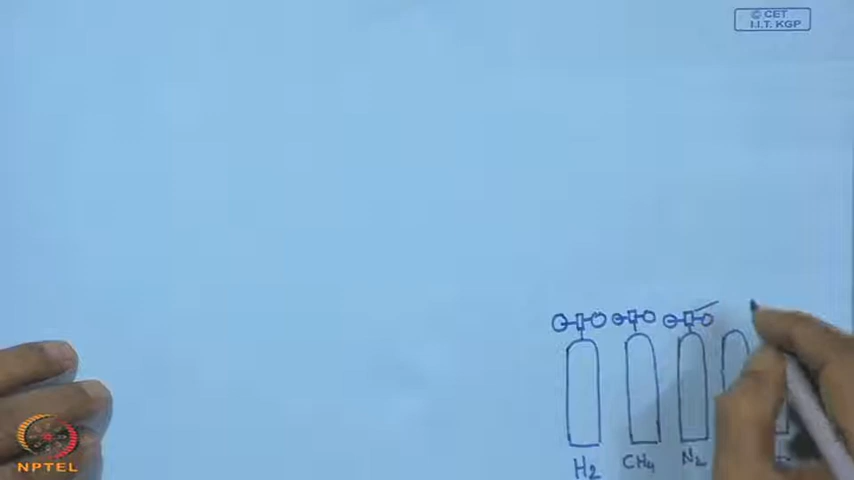 © CET
I.I.T. KGP
H₂ CH₄ N₂
NPTEL